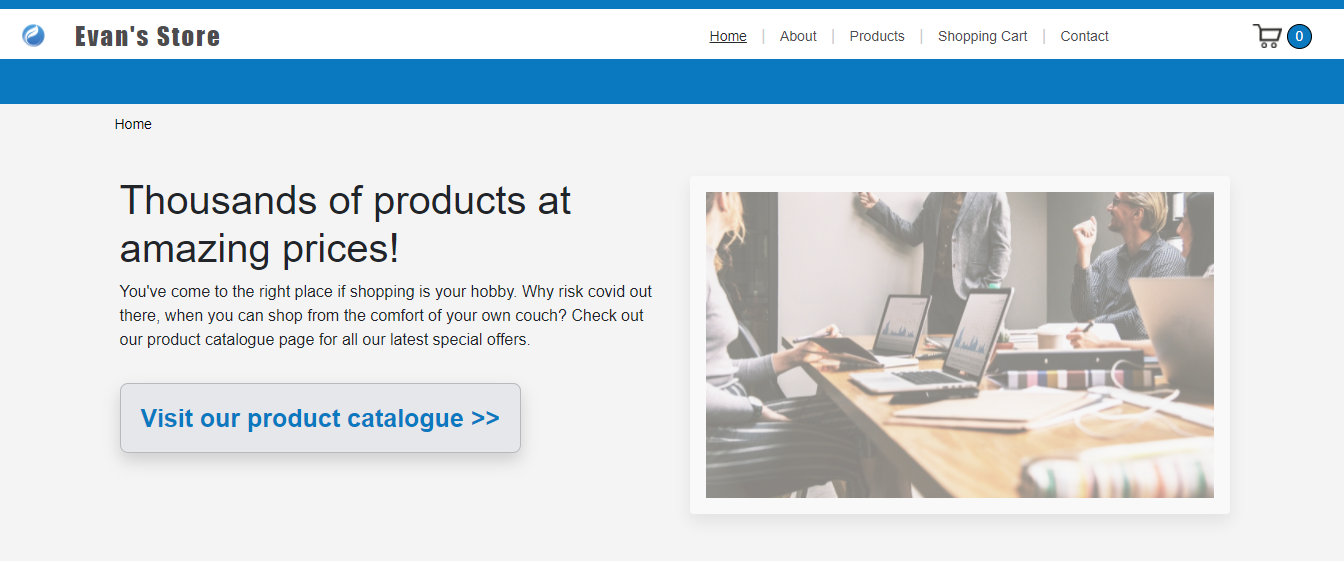 Evan's Store
Home | About | Products | Shopping Cart | Contact
0
Home
Thousands of products at
amazing prices!
You've come to the right place if shopping is your hobby. Why risk covid out
there, when you can shop from the comfort of your own couch? Check out
our product catalogue page for all our latest special offers.
Visit our product catalogue >>